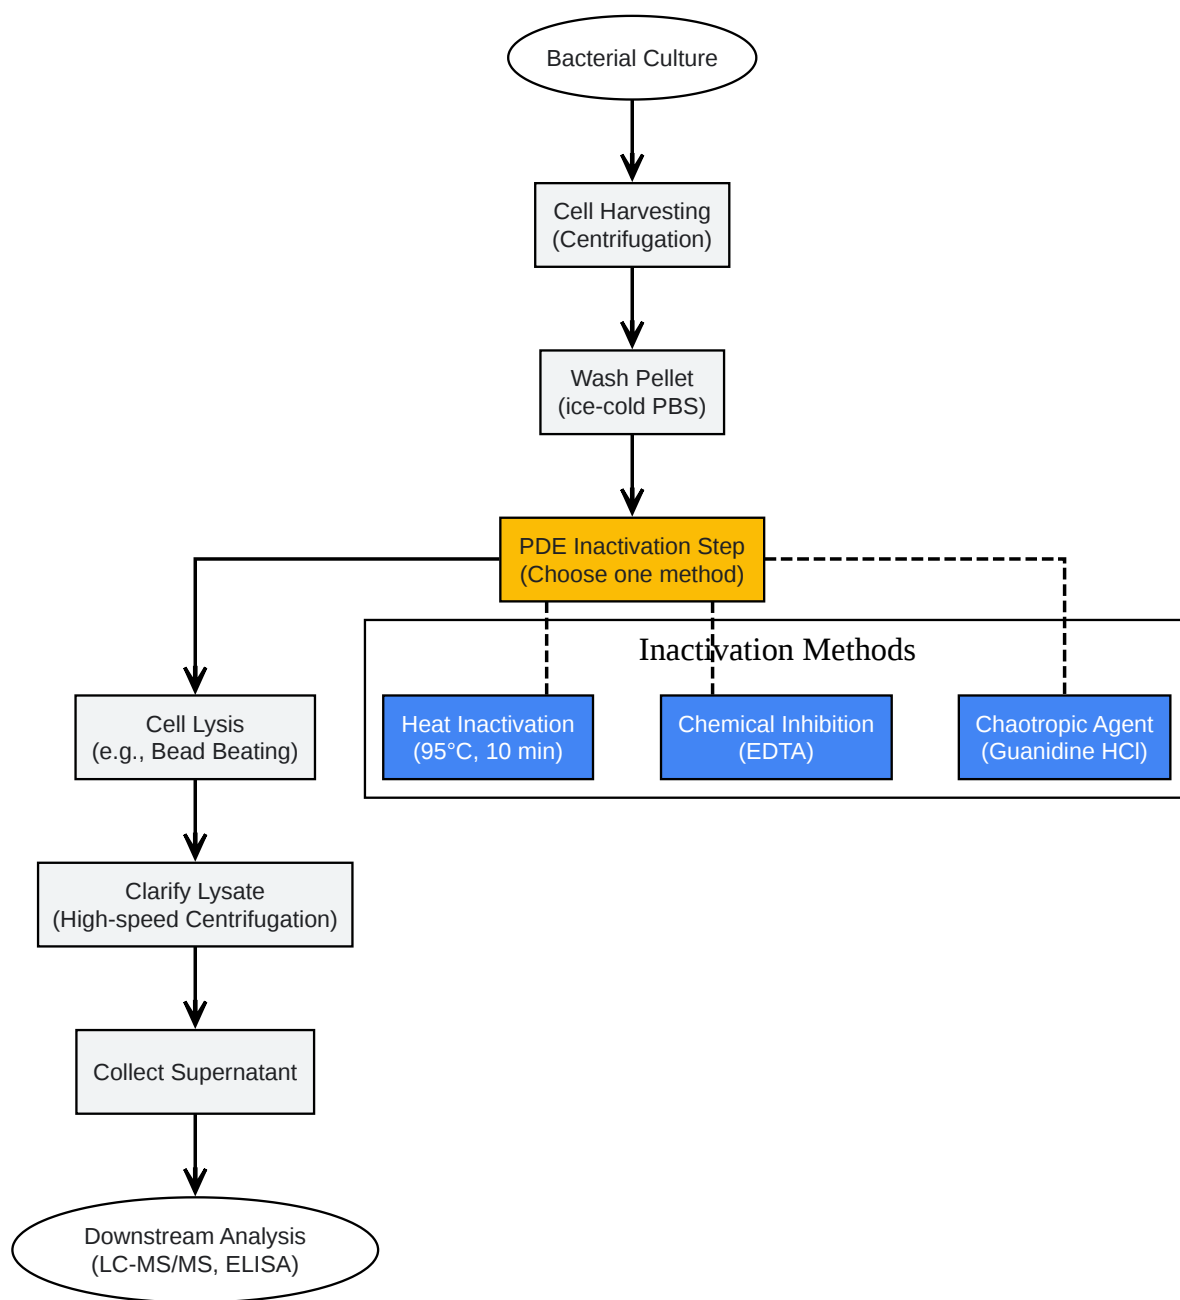 Bacterial Culture
Cell Harvesting
(Centrifugation)
Wash Pellet
(ice-cold PBS)
PDE Inactivation Step
(Choose one method)
Inactivation Methods
Heat Inactivation
(95°C, 10 min)
Chemical Inhibition
(EDTA)
Chaotropic Agent
(Guanidine HCl)
Cell Lysis
(e.g., Bead Beating)
Clarify Lysate
(High-speed Centrifugation)
Collect Supernatant
Downstream Analysis
(LC-MS/MS, ELISA)